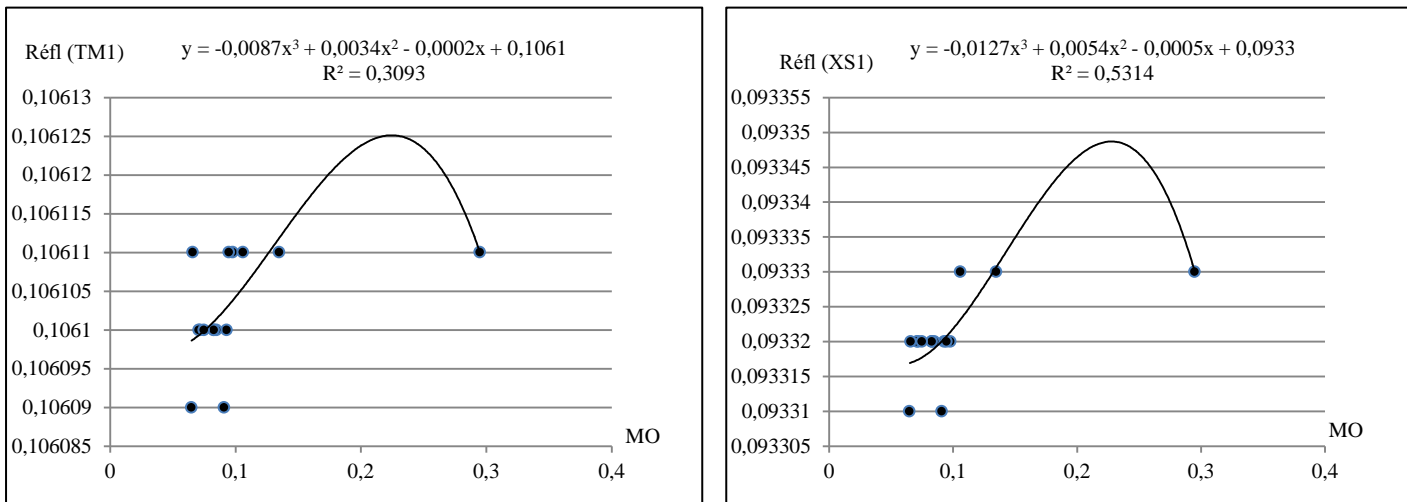 Réfl (TM1)
y = -0,0087x³ + 0,0034x² - 0,0002x + 0,1061
R² = 0,3093
0,10613
0,106125
0,10612
0,106115
0,10611
0,106105
0,1061
0,106095
0,10609
0,106085
MO
0 0,1 0,2 0,3 0,4
Réfl (XS1)
y = -0,0127x³ + 0,0054x² - 0,0005x + 0,0933
R² = 0,5314
0,093355
0,09335
0,093345
0,09334
0,093335
0,09333
0,093325
0,09332
0,093315
0,09331
0,093305
MO
0 0,1 0,2 0,3 0,4